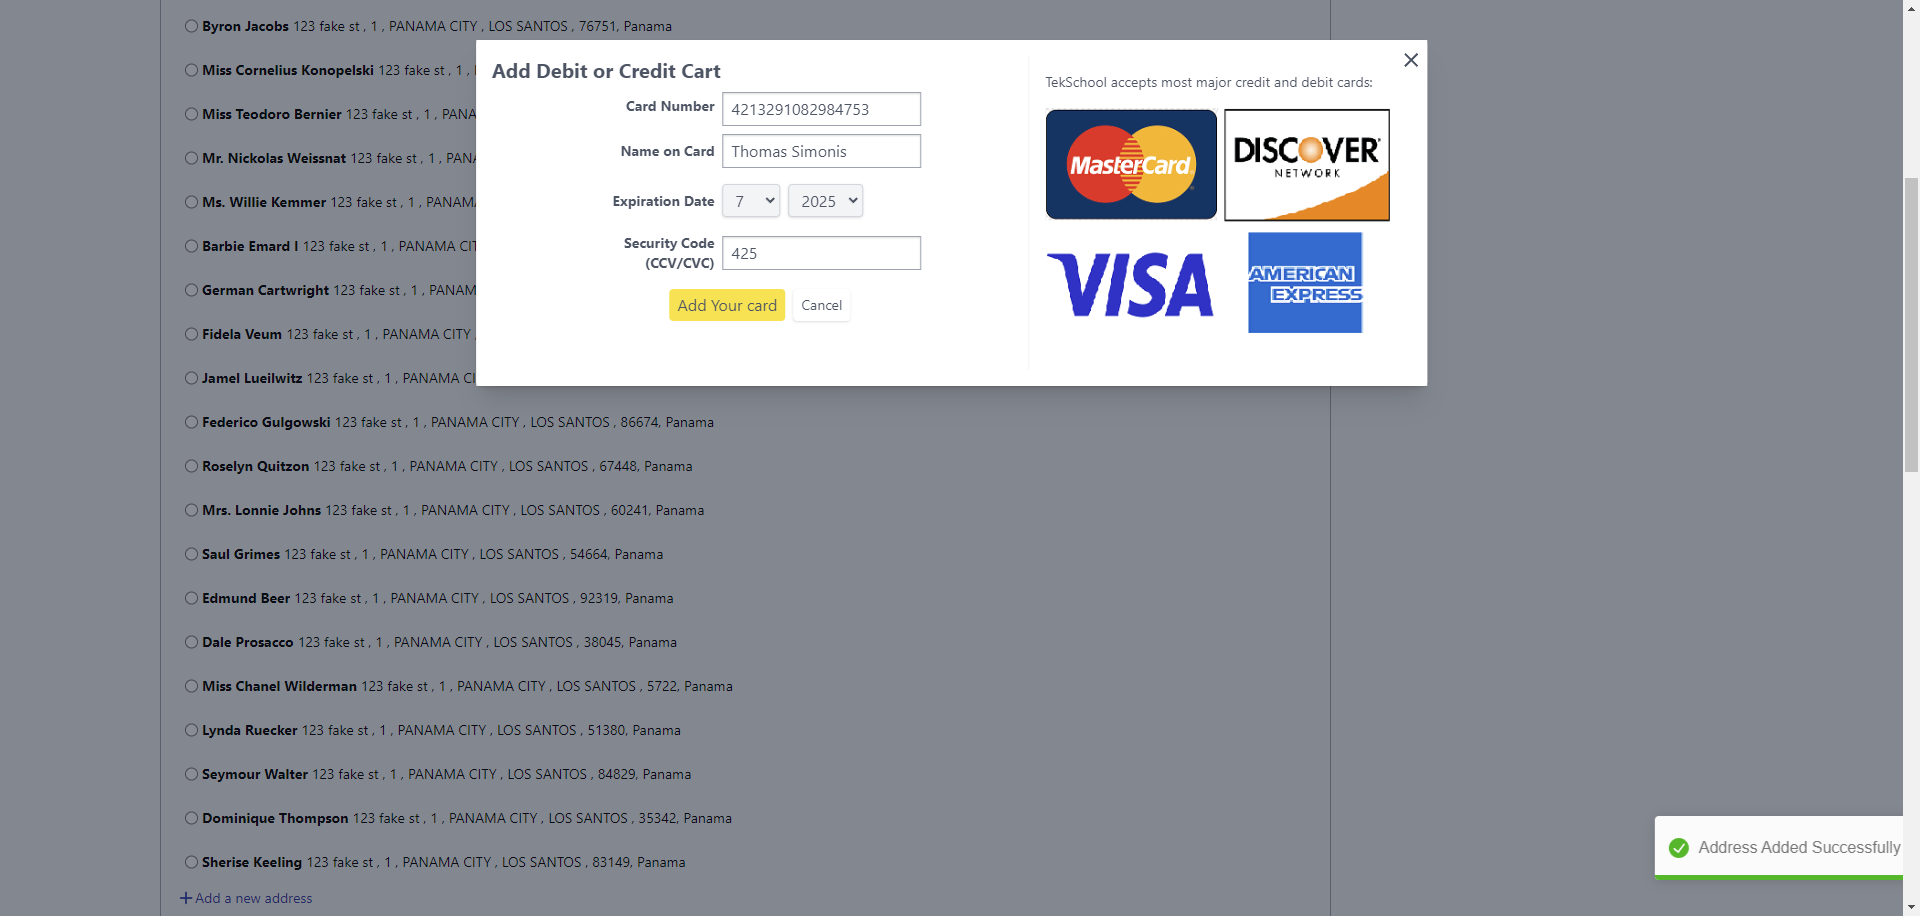 Byron Jacobs 123 fake st , 1 , PANAMA CITY , LOS SANTOS , 76751, Panama
Miss Cornelius Konopelski 123 fake st , 1 ,
Miss Teodoro Bernier 123 fake st , 1 , PANA
Mr. Nickolas Weissnat 123 fake st , 1 , PAN
Ms. Willie Kemmer 123 fake st , 1 , PANAM
Barbie Emard I 123 fake st , 1 , PANAMA CIT
German Cartwright 123 fake st , 1 , PANAM
Fidela Veum 123 fake st , 1 , PANAMA CITY ,
Jamel Lueilwitz 123 fake st , 1 , PANAMA CI
Federico Gulgowski 123 fake st , 1 , PANAMA CITY , LOS SANTOS , 86674, Panama
Roselyn Quitzon 123 fake st , 1 , PANAMA CITY , LOS SANTOS , 67448, Panama
Mrs. Lonnie Johns 123 fake st , 1 , PANAMA CITY , LOS SANTOS , 60241, Panama
Saul Grimes 123 fake st , 1 , PANAMA CITY , LOS SANTOS , 54664, Panama
Edmund Beer 123 fake st , 1 , PANAMA CITY , LOS SANTOS , 92319, Panama
Dale Prosacco 123 fake st , 1 , PANAMA CITY , LOS SANTOS , 38045, Panama
Miss Chanel Wilderman 123 fake st , 1 , PANAMA CITY , LOS SANTOS , 5722, Panama
Lynda Ruecker 123 fake st , 1 , PANAMA CITY , LOS SANTOS , 51380, Panama
Seymour Walter 123 fake st , 1 , PANAMA CITY , LOS SANTOS , 84829, Panama
Dominique Thompson 123 fake st , 1 , PANAMA CITY , LOS SANTOS , 35342, Panama
Sherise Keeling 123 fake st , 1 , PANAMA CITY , LOS SANTOS , 83149, Panama
Add a new address
Add Debit or Credit Cart
Card Number 4213291082984753
Name on Card Thomas Simonis
Expiration Date 7 2025
Security Code
(CCV/CVC) 425
Add Your card Cancel
TekSchool accepts most major credit and debit cards:
MasterCard
DISCOVER
NETWORK
VISA
AMERICAN
EXPRESS
Address Added Successfully